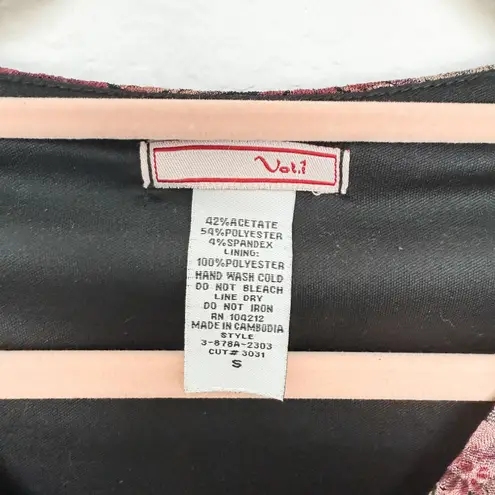 Vol.1
42%ACETATE
54%POLYESTER
4%SPANDEX
LINING:
100%POLYESTER
HAND WASH COLD
DO NOT BLEACH
LINE DRY
DO NOT IRON
RN 104212
MADE IN CAMBODIA
STYLE
3-878A-2303
CUT# 3031
S